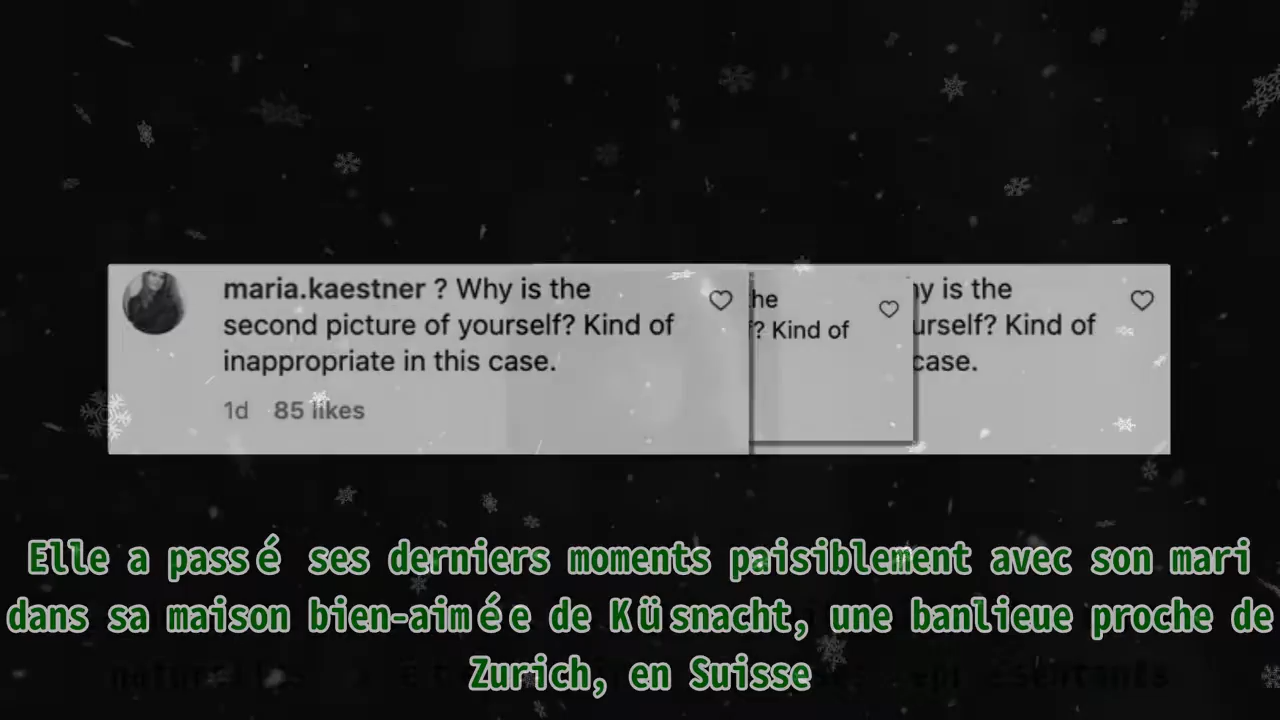 maria.kaestner ? Why is the
second picture of yourself? Kind of
inappropriate in this case.
1d 85 likes
he
? Kind of
y is the
urself? Kind of
case.
Elle a passé ses derniers moments paisiblement avec son mari
dans sa maison bien-aimée de Küsnacht, une banlieue proche de
Zurich, en Suisse